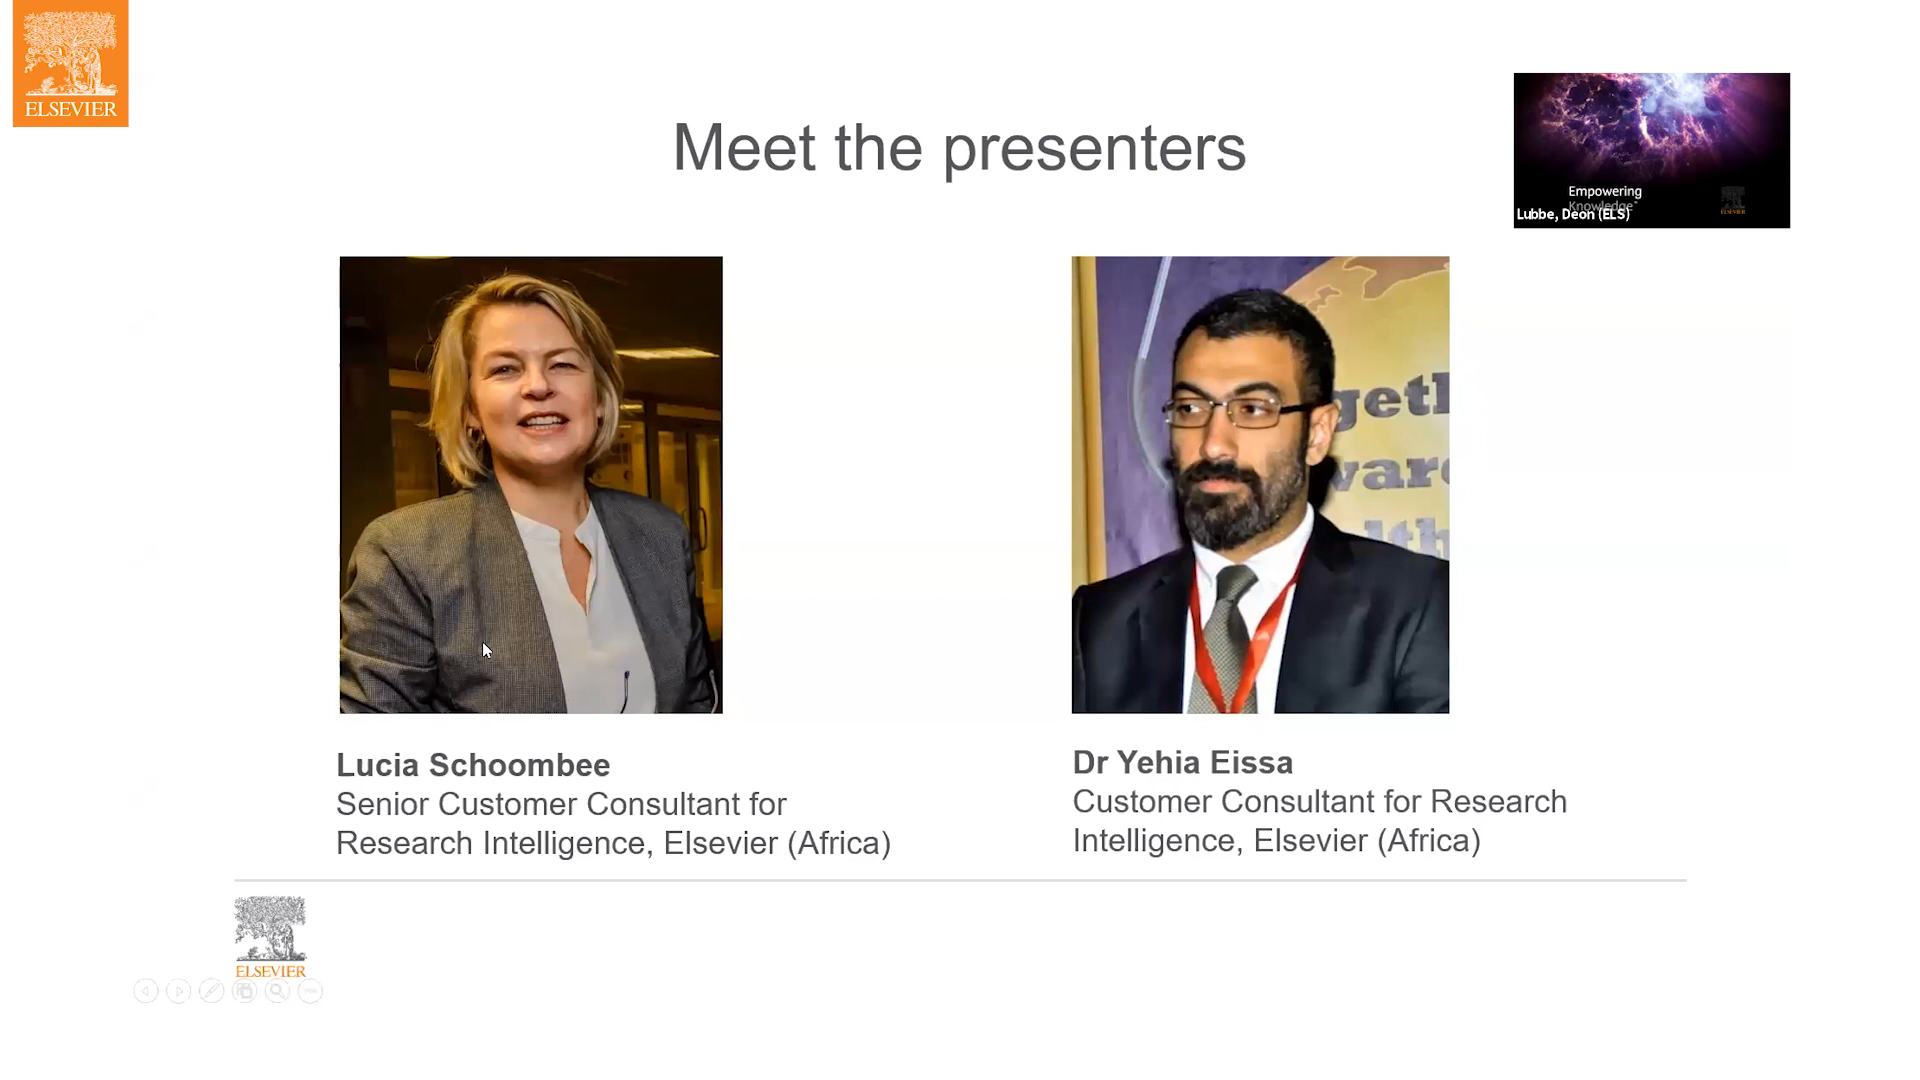 ELSEVIER
Meet the presenters
Empowering
Knowledge
Lubbe, Deon (ELS)
ELSEVIER
Lucia Schoombee
Senior Customer Consultant for
Research Intelligence, Elsevier (Africa)
Dr Yehia Eissa
Customer Consultant for Research
Intelligence, Elsevier (Africa)
ELSEVIER